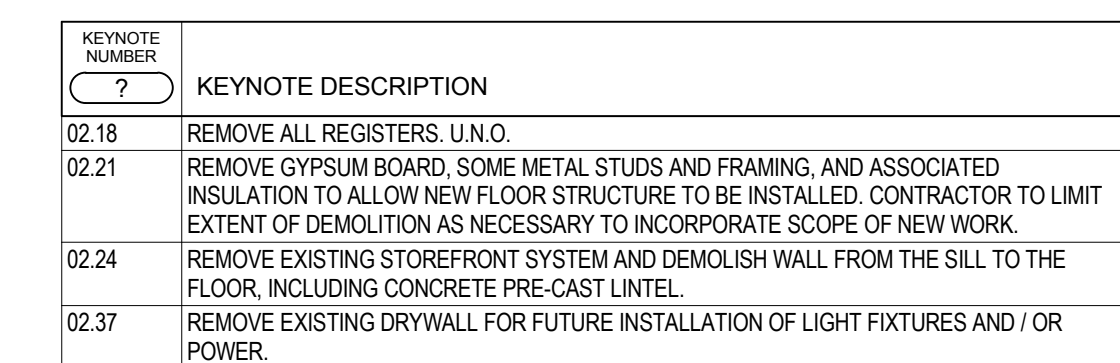 KEYNOTE
NUMBER
?
KEYNOTE DESCRIPTION
02.18 REMOVE ALL REGISTERS. U.N.O.
02.21 REMOVE GYPSUM BOARD, SOME METAL STUDS AND FRAMING, AND ASSOCIATED
INSULATION TO ALLOW NEW FLOOR STRUCTURE TO BE INSTALLED. CONTRACTOR TO LIMIT
EXTENT OF DEMOLITION AS NECESSARY TO INCORPORATE SCOPE OF NEW WORK.
02.24 REMOVE EXISTING STOREFRONT SYSTEM AND DEMOLISH WALL FROM THE SILL TO THE
FLOOR, INCLUDING CONCRETE PRE-CAST LINTEL.
02.37 REMOVE EXISTING DRYWALL FOR FUTURE INSTALLATION OF LIGHT FIXTURES AND / OR
POWER.